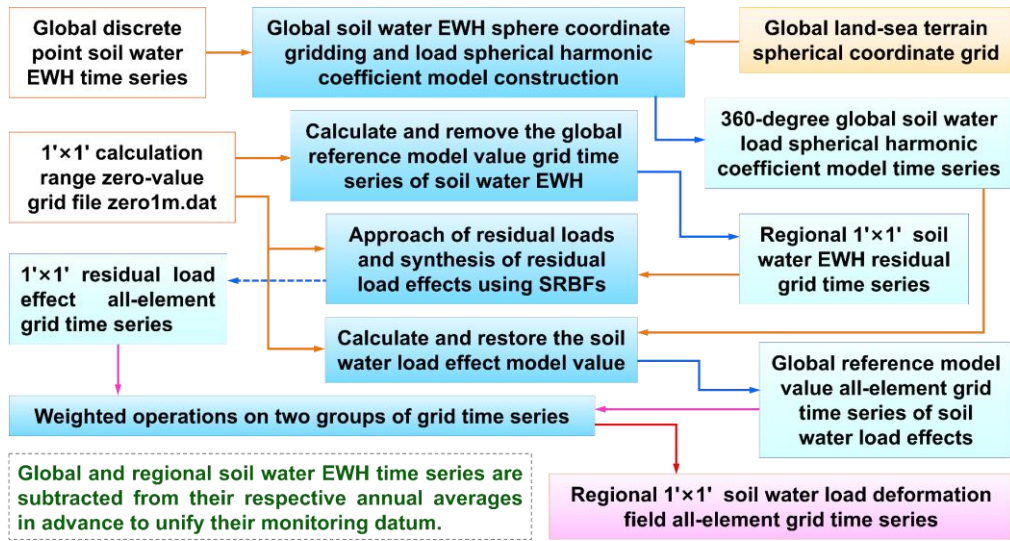 Global discrete
point soil water
EWH time series
Global soil water EWH sphere coordinate
gridding and load spherical harmonic
coefficient model construction
Global land-sea terrain
spherical coordinate grid
1'×1' calculation
range zero-value
grid file zero1m.dat
Calculate and remove the global
reference model value grid time
series of soil water EWH
360-degree global soil water
load spherical harmonic
coefficient model time series
Approach of residual loads
and synthesis of residual
load effects using SRBFs
Regional 1'×1' soil
water EWH residual
grid time series
1'×1' residual load
effect all-element
grid time series
Calculate and restore the soil
water load effect model value
Global reference model
value all-element grid
time series of soil
water load effects
Weighted operations on two groups of grid time series
Global and regional soil water EWH time series are
subtracted from their respective annual averages
in advance to unify their monitoring datum.
Regional 1'×1' soil water load deformation
field all-element grid time series